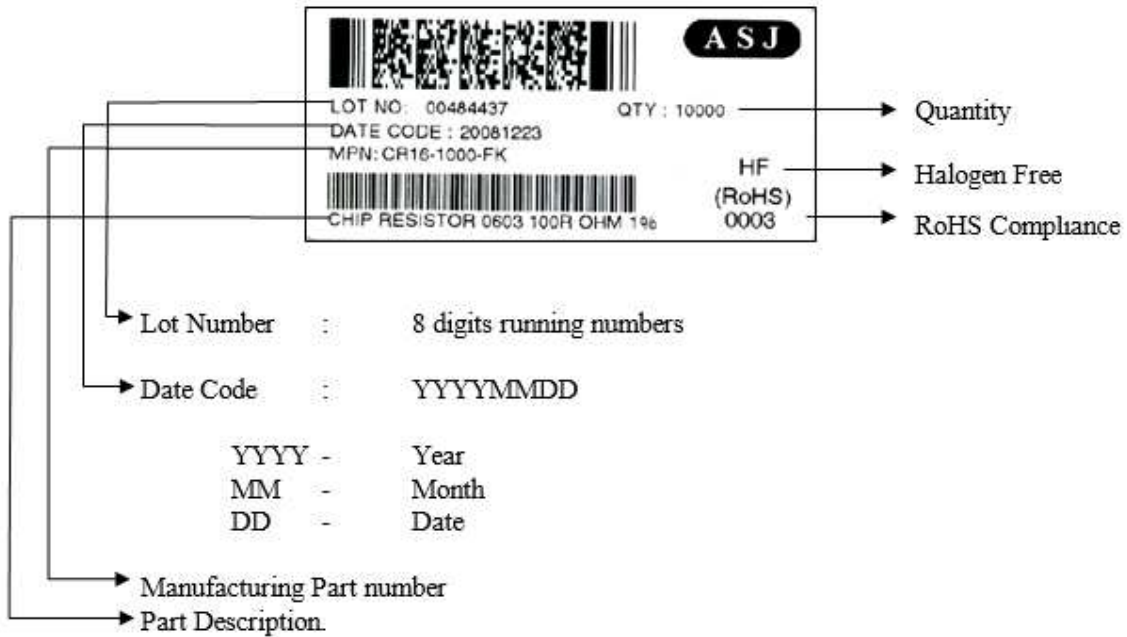 A S J
LOT NO: 00484437 QTY : 10000 Quantity
DATE CODE : 20081223
MPN: CR16-1000-FK
HF Halogen Free
(RoHS)
CHIP RESISTOR 0603 100R OHM 1% 0003 RoHS Compliance
Lot Number : 8 digits running numbers
Date Code : YYYYMMDD
YYYY - Year
MM - Month
DD - Date
Manufacturing Part number
Part Description.